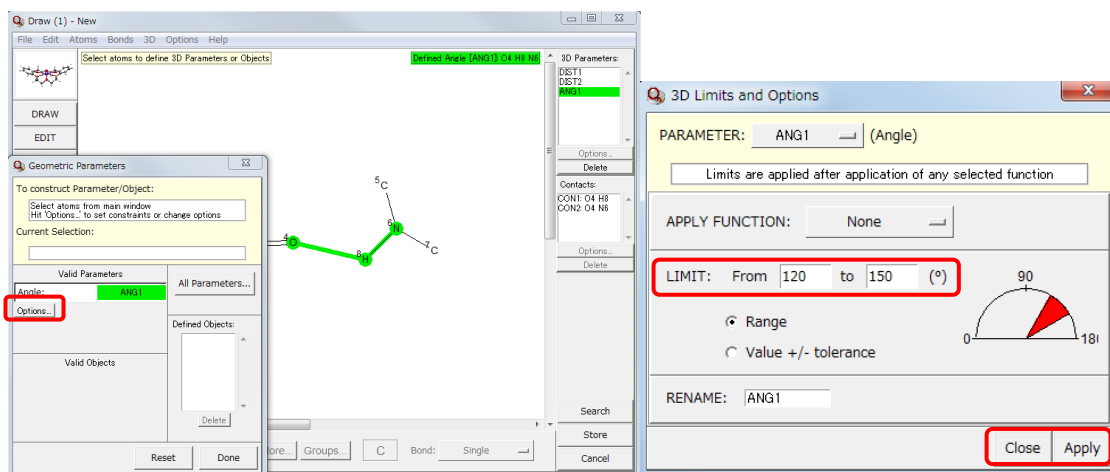 Draw (1) - New
File Edit Atoms Bonds 3D Options Help
Select atoms to define 3D Parameters or Objects
Defined Angle [ANG1]: O4 H8 N6
3D Parameters:
DIST1
DIST2
ANG1
DRAW
EDIT
Options...
Delete
Contacts:
CON1: O4 H8
CON2: O4 N6
Options...
Delete
5C
6N
7C
4O
8H
Geometric Parameters
To construct Parameter/Object:
Select atoms from main window
Hit 'Options...' to set constraints or change options
Current Selection:
Valid Parameters
Angle: ANG1
Options...
All Parameters...
Defined Objects:
Valid Objects
Delete
Reset Done
Groups...
C
Bond: Single
Search
Store
Cancel
3D Limits and Options
PARAMETER: ANG1 (Angle)
Limits are applied after application of any selected function
APPLY FUNCTION: None
LIMIT: From 120 to 150 (º)
90
0
Range
Value +/- tolerance
RENAME: ANG1
Close Apply